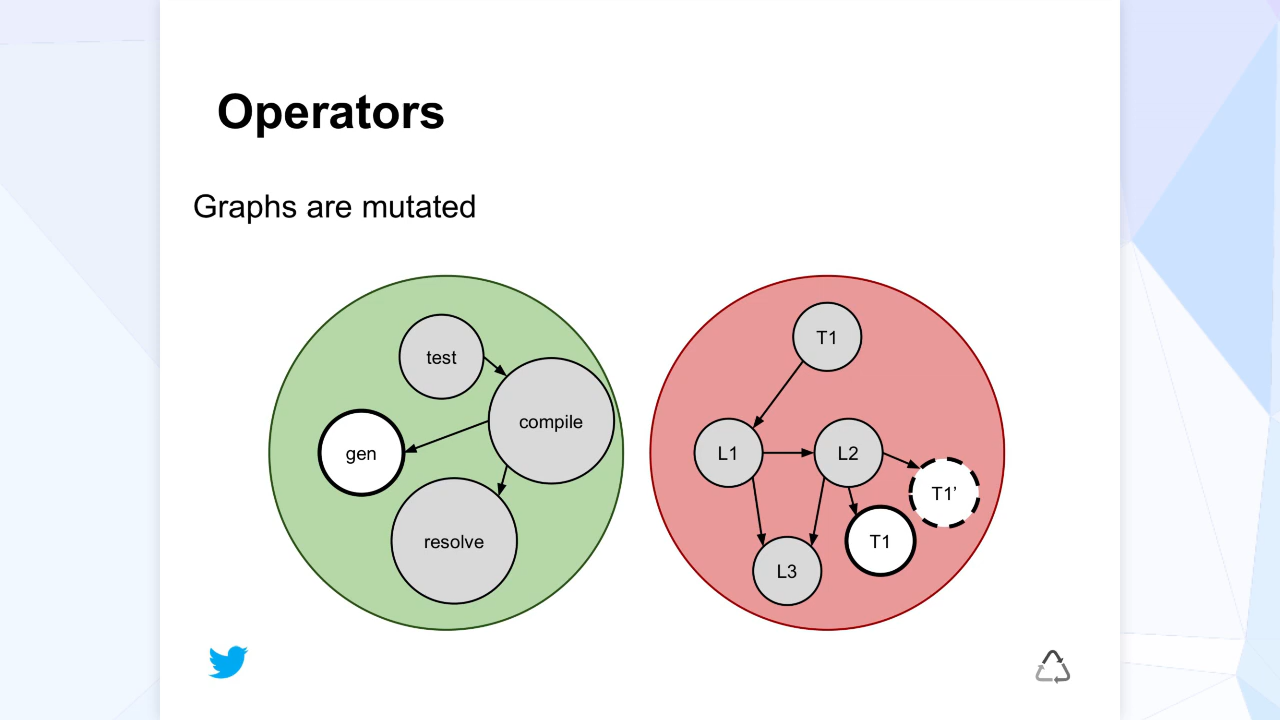 Operators
Graphs are mutated
test
compile
gen
resolve
T1
L1
L2
T1’
T1
L3